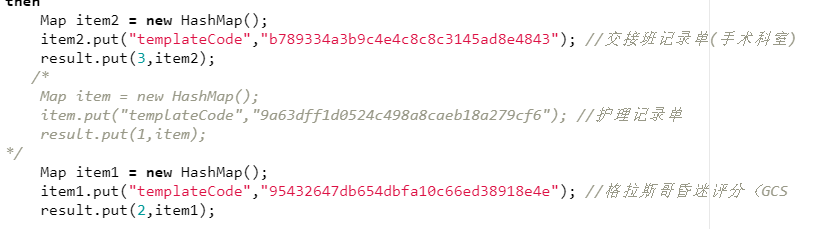 then
Map item2 = new HashMap();
item2.put("templateCode","b789334a3b9c4e4c8c8c3145ad8e4843"); //交接班记录单(手术科室)
result.put(3,item2);
/*
Map item = new HashMap();
item.put("templateCode","9a63dff1d0524c498a8caeb18a279cf6"); //护理记录单
result.put(1,item);
*/
Map item1 = new HashMap();
item1.put("templateCode","95432647db654dbfa10c66ed38918e4e"); //格拉斯哥昏迷评分（GCS
result.put(2,item1);